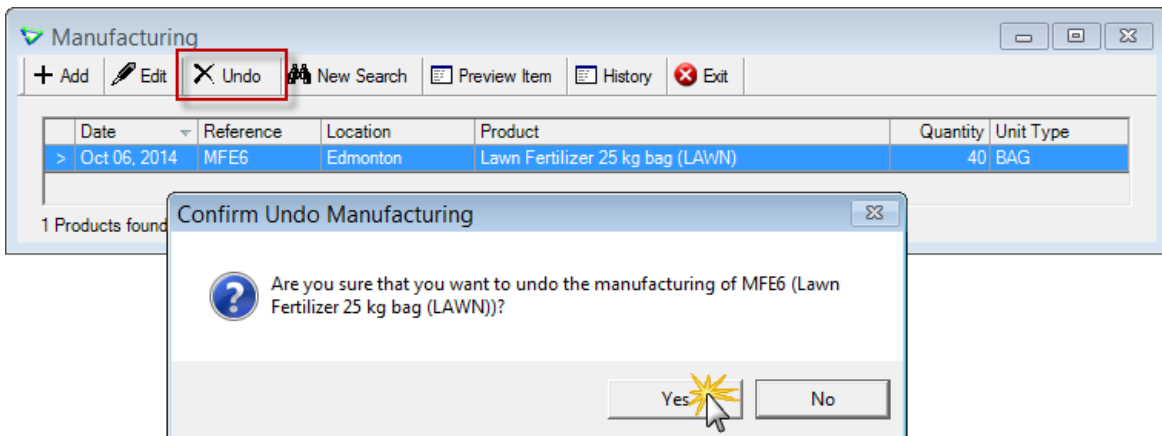 Manufacturing
Add Edit Undo New Search Preview Item History Exit
Date Reference Location Product Quantity Unit Type
> Oct 06, 2014 MFE6 Edmonton Lawn Fertilizer 25 kg bag (LAWN) 40 BAG
1 Products found
Confirm Undo Manufacturing
Are you sure that you want to undo the manufacturing of MFE6 (Lawn
Fertilizer 25 kg bag (LAWN))?
Yes No